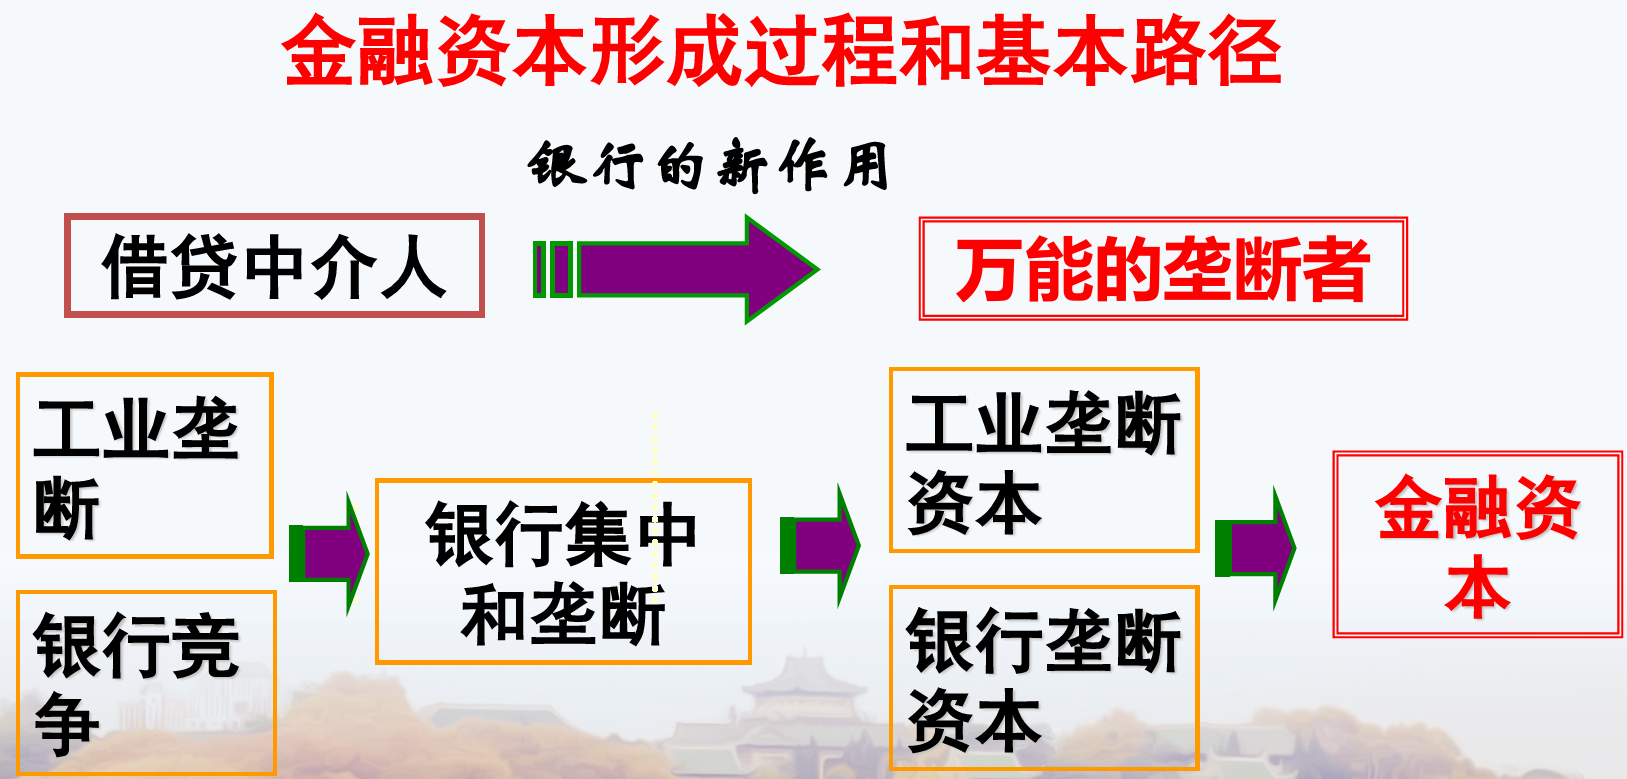 金融资本形成过程和基本路径
银行的新作用
借贷中介人
万能的垄断者
工业垄
断
银行竞
争
银行集中
和垄断
工业垄断
资本
银行垄断
资本
金融资
本